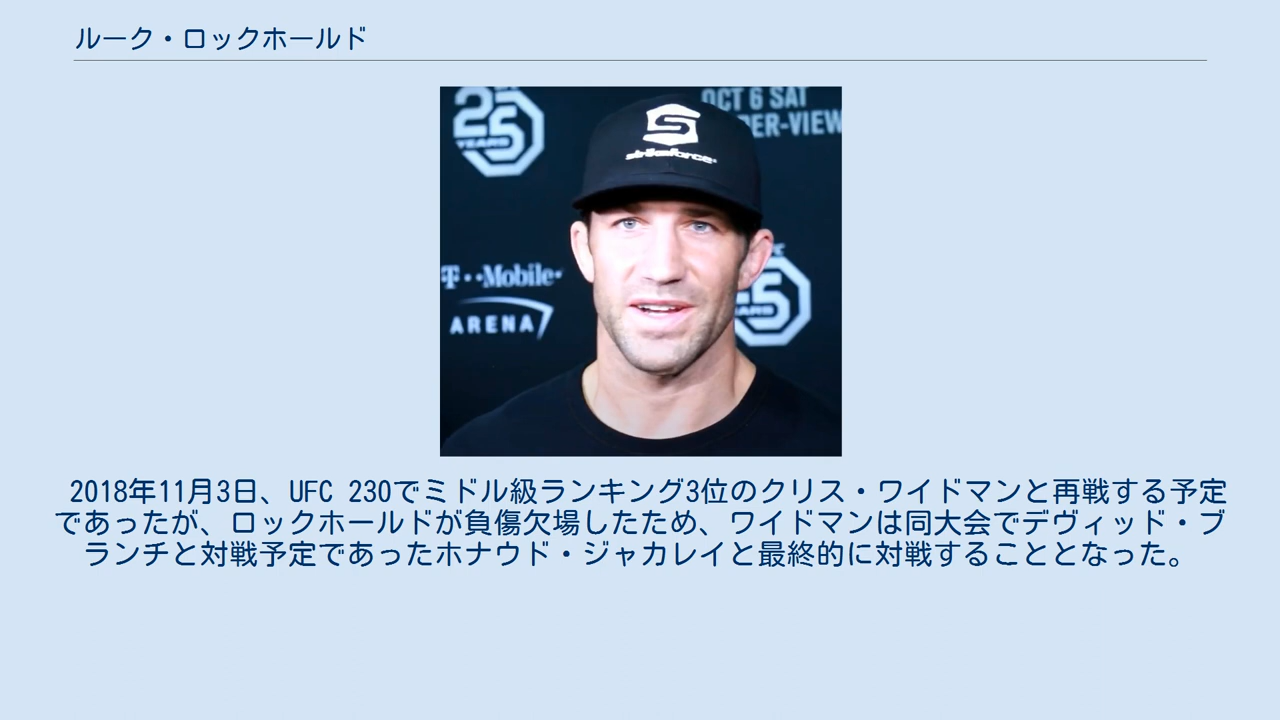 ルーク・ロックホールド
25
YEARS
OCT 6 SAT
PER-VIEW
strikeforce
T··Mobile·
ARENA
2018年11月3日、UFC 230でミドル級ランキング3位のクリス・ワイドマンと再戦する予定
であったが、ロックホールドが負傷欠場したため、ワイドマンは同大会でデヴィッド・ブ
ランチと対戦予定であったホナウド・ジャカレイと最終的に対戦することとなった。